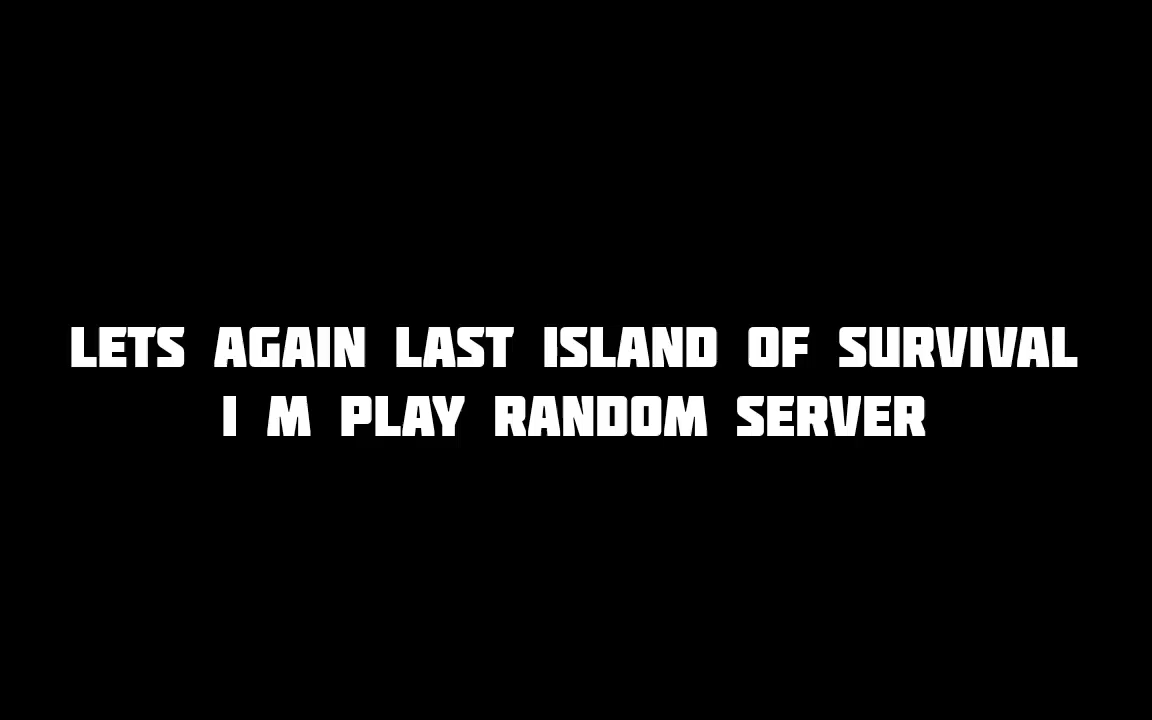 LETS AGAIN LAST ISLAND OF SURVIVAL
I M PLAY RANDOM SERVER